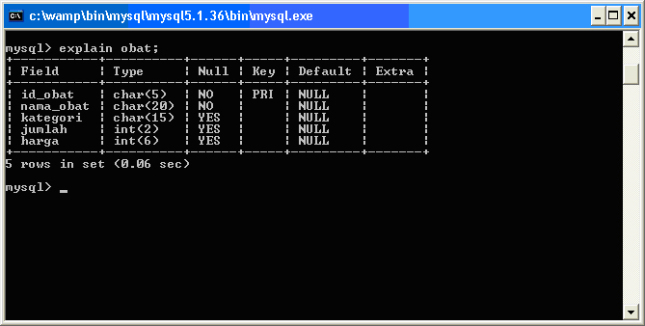 c:\wamp\bin\mysql\mysql5.1.36\bin\mysql.exe
mysql> explain obat;
+-----------+----------+------+-----+---------+-------+
| Field     | Type     | Null | Key | Default | Extra |
+-----------+----------+------+-----+---------+-------+
| id_obat   | char(5)  | NO   | PRI | NULL    |       |
| nama_obat | char(20) | NO   |     | NULL    |       |
| kategori  | char(15) | YES  |     | NULL    |       |
| jumlah    | int(2)   | YES  |     | NULL    |       |
| harga     | int(6)   | YES  |     | NULL    |       |
+-----------+----------+------+-----+---------+-------+
5 rows in set (0.06 sec)
mysql> _